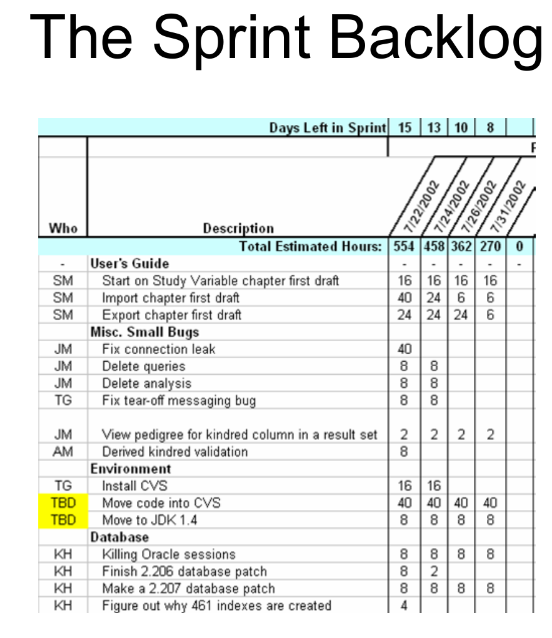 The Sprint Backlog
Days Left in Sprint 15 13 10 8
Who Description 7/22/2002 7/24/2002 7/26/2002 7/31/2002
Total Estimated Hours: 554 458 362 270 0
- User's Guide - - - - -
SM Start on Study Variable chapter first draft 16 16 16 16
SM Import chapter first draft 40 24 6 6
SM Export chapter first draft 24 24 24 6
Misc. Small Bugs
JM Fix connection leak 40
JM Delete queries 8 8
JM Delete analysis 8 8
TG Fix tear-off messaging bug 8 8
JM View pedigree for kindred column in a result set 2 2 2 2
AM Derived kindred validation 8
Environment
TG Install CVS 16 16
TBD Move code into CVS 40 40 40 40
TBD Move to JDK 1.4 8 8 8 8
Database
KH Killing Oracle sessions 8 8 8 8
KH Finish 2.206 database patch 8 2
KH Make a 2.207 database patch 8 8 8 8
KH Figure out why 461 indexes are created 4